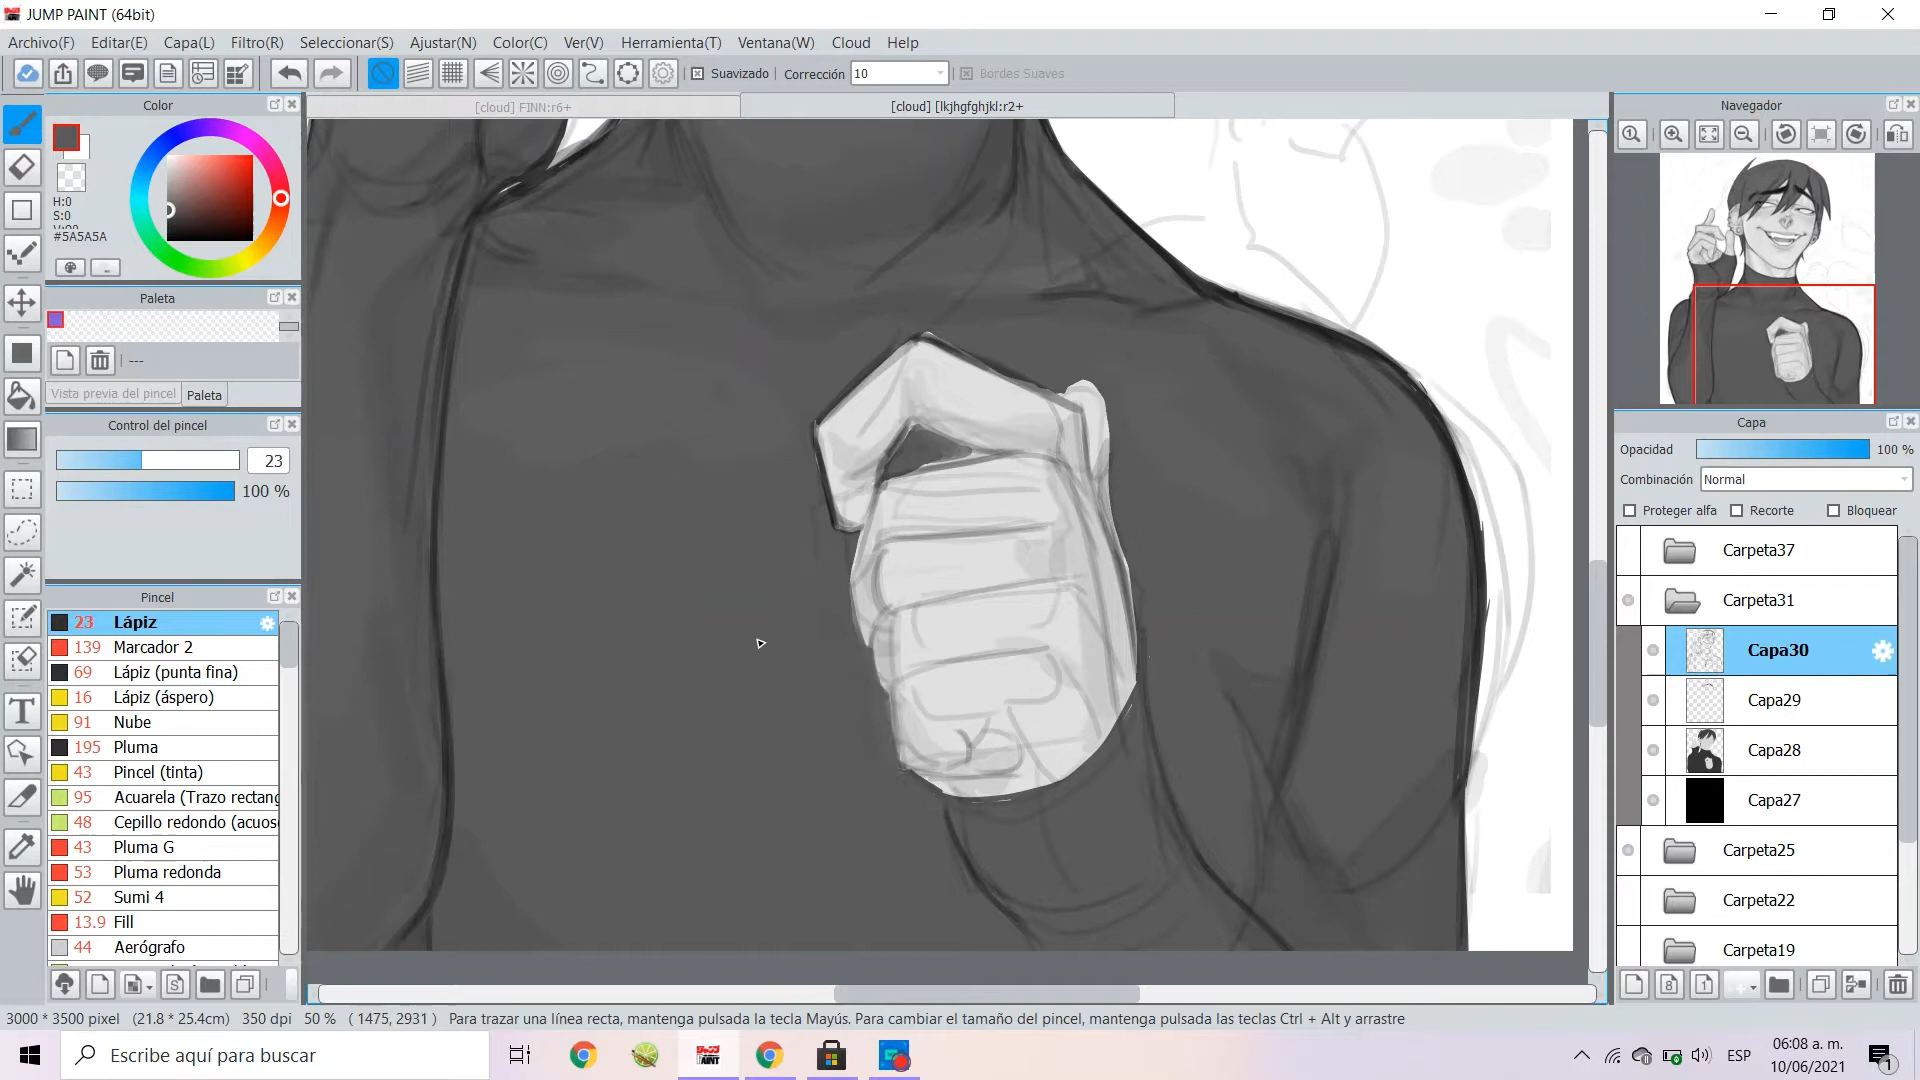 JUMP PAINT (64bit)
Archivo(F) Editar(E) Capa(L) Filtro(R) Seleccionar(S) Ajustar(N) Color(C) Ver(V) Herramienta(T) Ventana(W) Cloud Help
Suavizado Corrección 10 Bordes Suaves
Color
[cloud] FINN:r6+
[cloud] [lkjhgfghjkl:r2+
Navegador
H:0
S:0
#5A5A5A
Paleta
---
Vista previa del pincel Paleta
Control del pincel
23
100 %
Pincel
23 Lápiz
139 Marcador 2
69 Lápiz (punta fina)
16 Lápiz (áspero)
91 Nube
195 Pluma
43 Pincel (tinta)
95 Acuarela (Trazo rectang
48 Cepillo redondo (acuos
43 Pluma G
53 Pluma redonda
52 Sumi 4
13.9 Fill
44 Aerógrafo
Capa
Opacidad 100 %
Combinación Normal
Proteger alfa Recorte Bloquear
Carpeta37
Carpeta31
Capa30
Capa29
Capa28
Capa27
Carpeta25
Carpeta22
Carpeta19
3000 * 3500 pixel (21.8 * 25.4cm) 350 dpi 50 % ( 1475, 2931 ) Para trazar una línea recta, mantenga pulsada la tecla Mayús. Para cambiar el tamaño del pincel, mantenga pulsadas las teclas Ctrl + Alt y arrastre
Escribe aquí para buscar
ESP
06:08 a. m.
10/06/2021
1